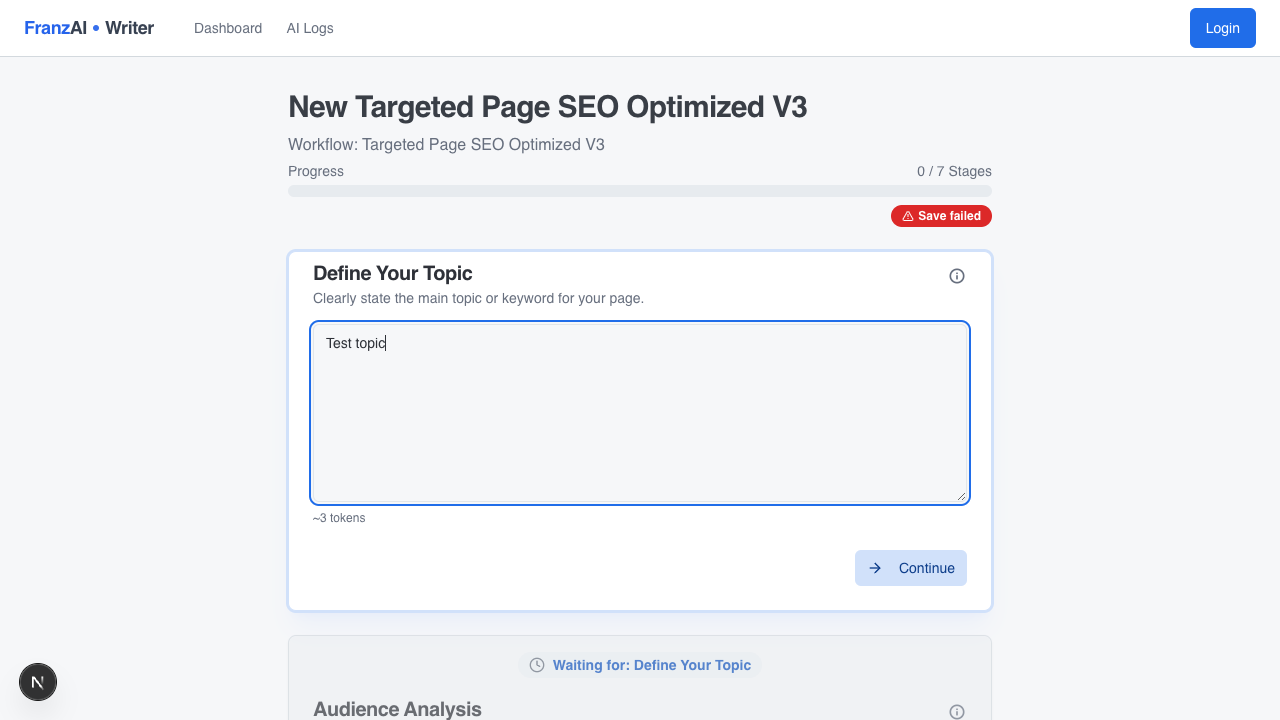 FranzAI • Writer Dashboard AI Logs Login
New Targeted Page SEO Optimized V3
Workflow: Targeted Page SEO Optimized V3
Progress 0 / 7 Stages
Save failed
Define Your Topic
Clearly state the main topic or keyword for your page.
Test topic
~3 tokens
Continue
Waiting for: Define Your Topic
Audience Analysis
N